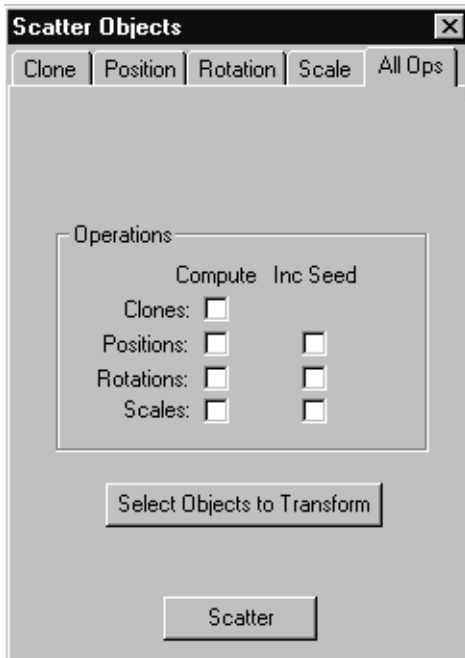 Scatter Objects
Clone Position Rotation Scale All Ops
Operations
Compute Inc Seed
Clones:
Positions:
Rotations:
Scales:
Select Objects to Transform
Scatter